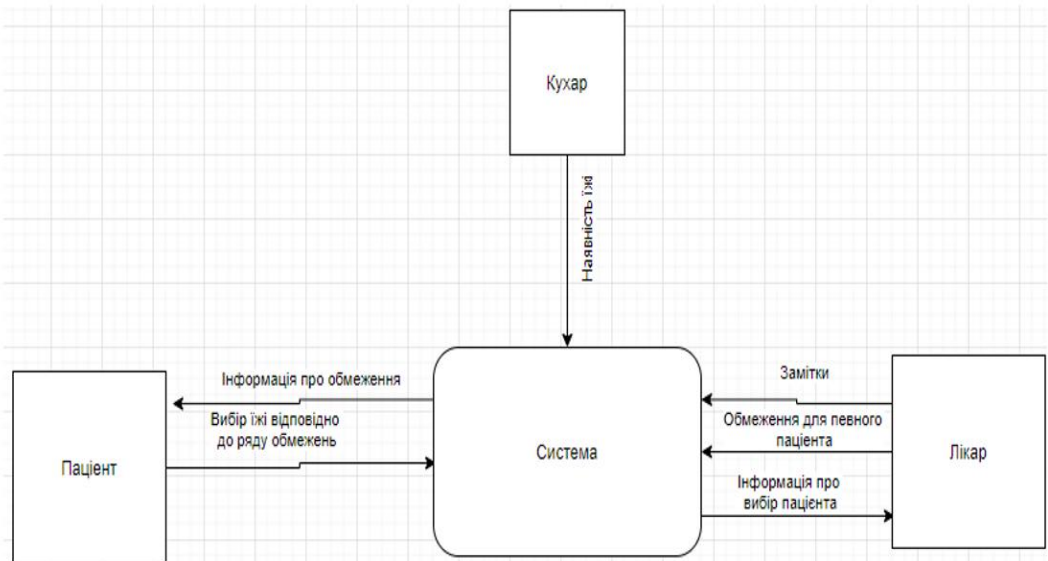 Кухар
Наявність їжі
Інформація про обмеження
Вибір їжі відповідно
до ряду обмежень
Пацієнт
Система
Замітки
Обмеження для певного
паціента
Інформація про
вибір пацієнта
Лікар